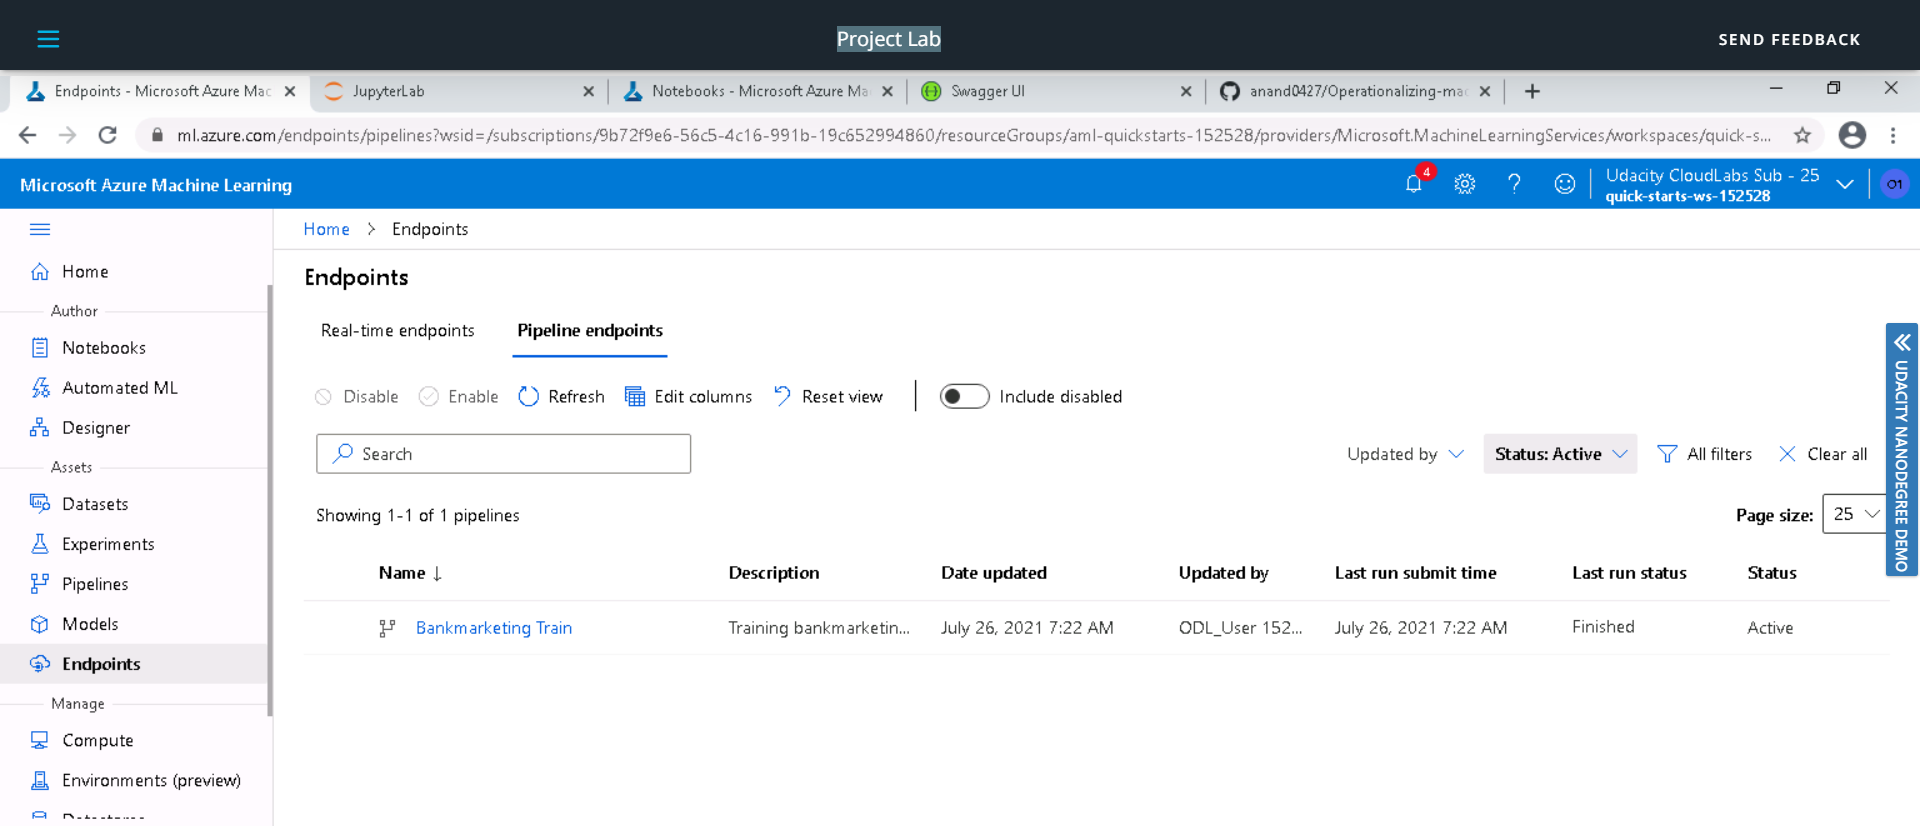 Project Lab
SEND FEEDBACK
Endpoints - Microsoft Azure Mac
JupyterLab
Notebooks - Microsoft Azure Ma
Swagger UI
anand0427/Operationalizing-mac
ml.azure.com/endpoints/pipelines?wsid=/subscriptions/9b72f9e6-56c5-4c16-991b-19c652994860/resourceGroups/aml-quickstarts-152528/providers/Microsoft.MachineLearningServices/workspaces/quick-s...
Microsoft Azure Machine Learning
4
Udacity CloudLabs Sub - 25
quick-starts-ws-152528
O1
Home > Endpoints
Home
Author
Notebooks
Automated ML
Designer
Assets
Datasets
Experiments
Pipelines
Models
Endpoints
Manage
Compute
Environments (preview)
Endpoints
Real-time endpoints
Pipeline endpoints
Disable
Enable
Refresh
Edit columns
Reset view
Include disabled
Search
Updated by
Status: Active
All filters
Clear all
Showing 1-1 of 1 pipelines
Page size: 25
Name ↓ Description Date updated Updated by Last run submit time Last run status Status
Bankmarketing Train Training bankmarketin... July 26, 2021 7:22 AM ODL_User 152... July 26, 2021 7:22 AM Finished Active
UDACITY NANODEGREE DEMO